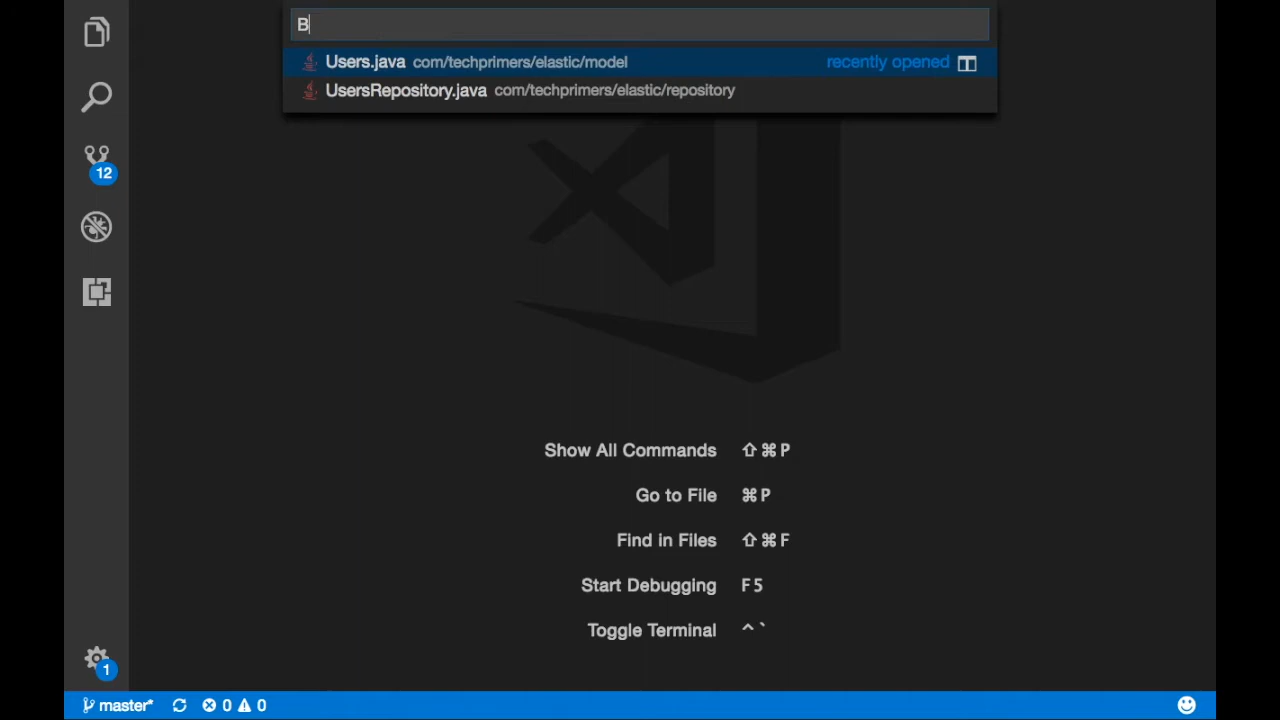 B
Users.java com/techprimers/elastic/model recently opened
UsersRepository.java com/techprimers/elastic/repository
12
Show All Commands ⇧⌘P
Go to File ⌘P
Find in Files ⇧⌘F
Start Debugging F5
Toggle Terminal ^`
1
master* 0 0